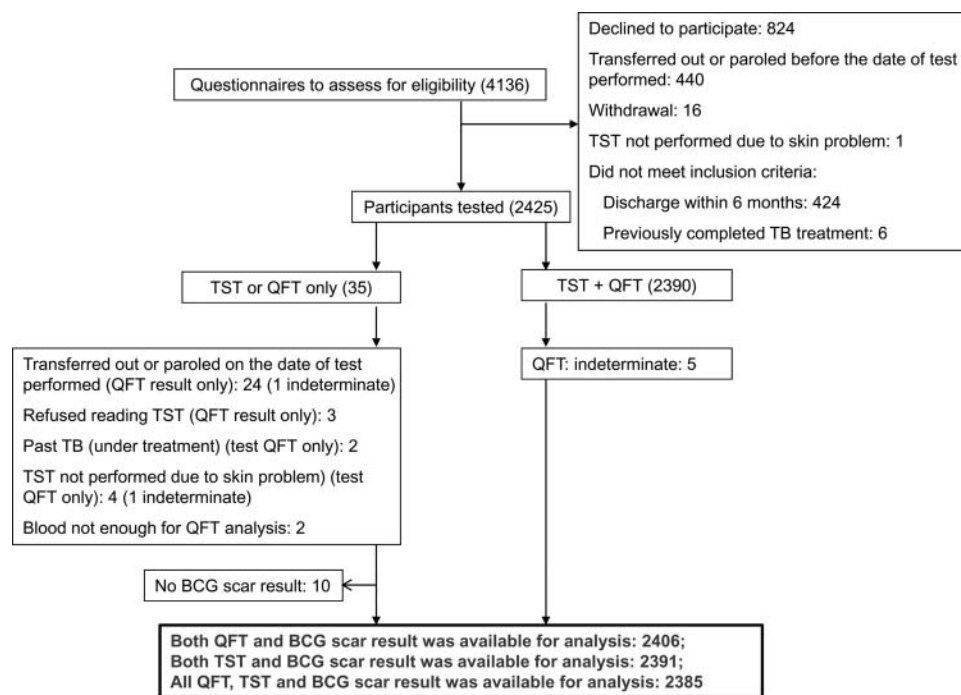 Declined to participate: 824
Transferred out or paroled before the date of test
performed: 440
Withdrawal: 16
TST not performed due to skin problem: 1
Did not meet inclusion criteria:
Discharge within 6 months: 424
Previously completed TB treatment: 6
Questionnaires to assess for eligibility (4136)
Participants tested (2425)
TST or QFT only (35)
TST + QFT (2390)
Transferred out or paroled on the date of test
performed (QFT result only): 24 (1 indeterminate)
Refused reading TST (QFT result only): 3
Past TB (under treatment) (test QFT only): 2
TST not performed due to skin problem) (test
QFT only): 4 (1 indeterminate)
Blood not enough for QFT analysis: 2
QFT: indeterminate: 5
No BCG scar result: 10
Both QFT and BCG scar result was available for analysis: 2406;
Both TST and BCG scar result was available for analysis: 2391;
All QFT, TST and BCG scar result was available for analysis: 2385